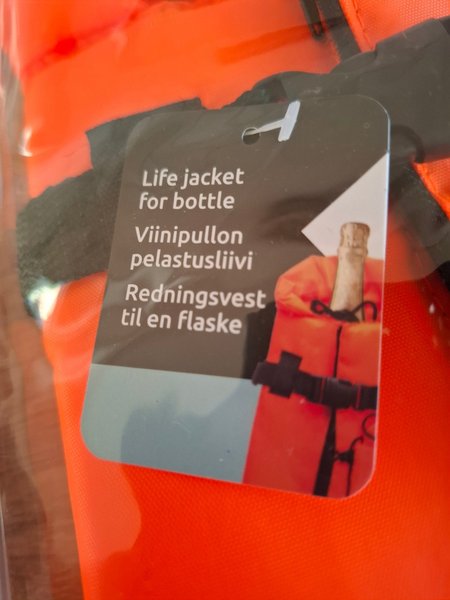 Life jacket
for bottle
Viinipullon
pelastusliivi
Redningsvest
til en flaske